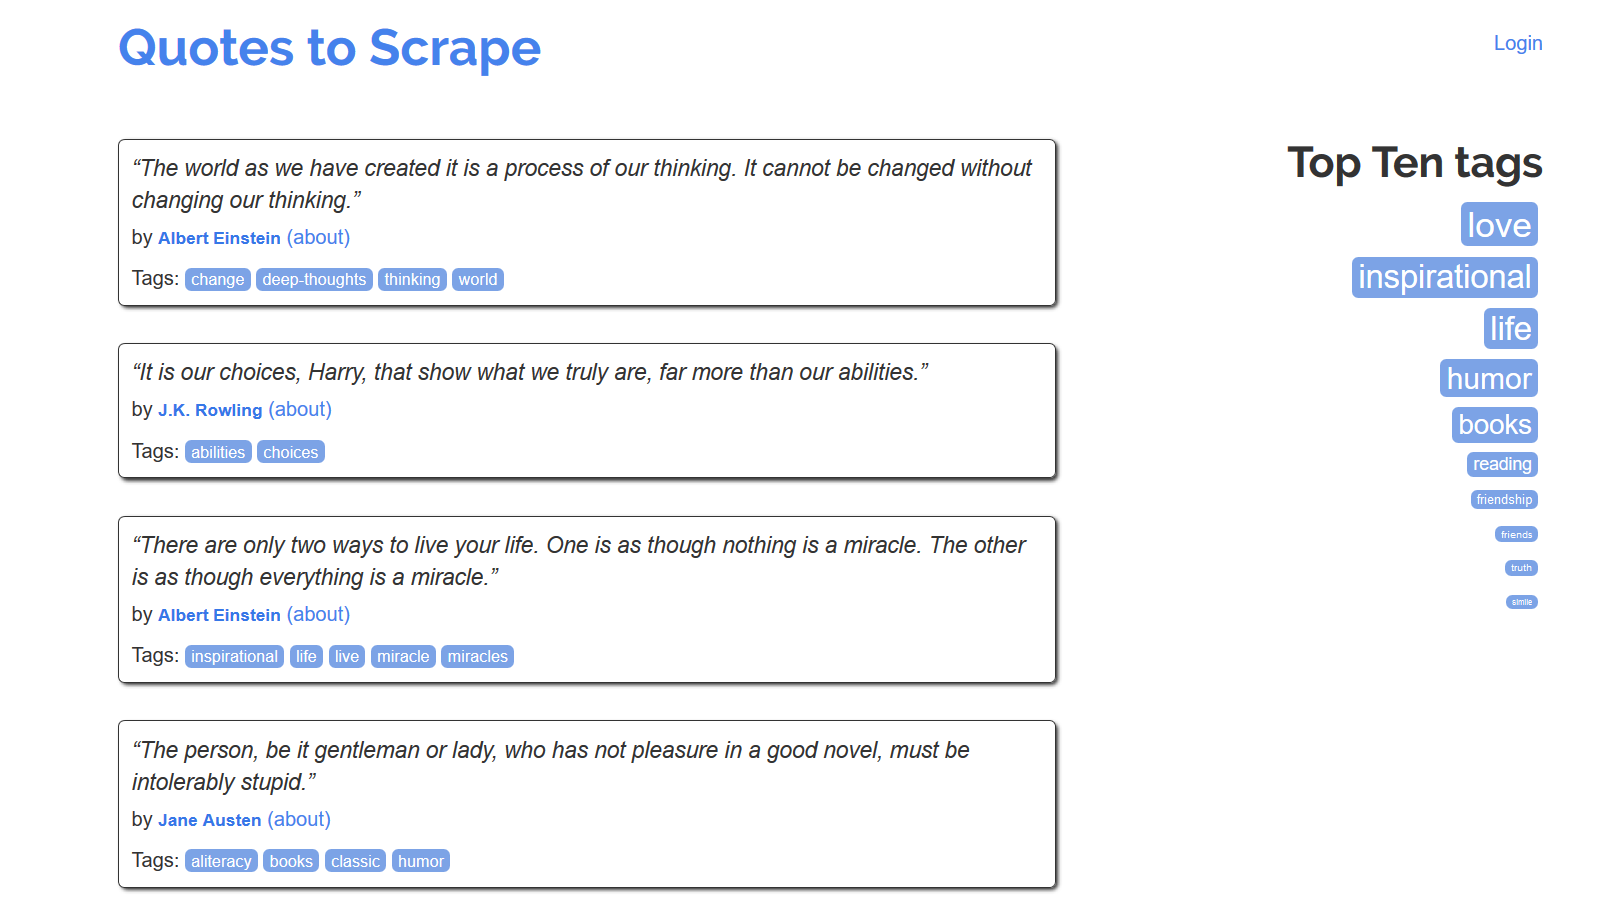 Quotes to Scrape
Login
“The world as we have created it is a process of our thinking. It cannot be changed without
changing our thinking.”
by Albert Einstein (about)
Tags: change deep-thoughts thinking world
“It is our choices, Harry, that show what we truly are, far more than our abilities.”
by J.K. Rowling (about)
Tags: abilities choices
“There are only two ways to live your life. One is as though nothing is a miracle. The other
is as though everything is a miracle.”
by Albert Einstein (about)
Tags: inspirational life live miracle miracles
“The person, be it gentleman or lady, who has not pleasure in a good novel, must be
intolerably stupid.”
by Jane Austen (about)
Tags: aliteracy books classic humor
Top Ten tags
love
inspirational
life
humor
books
reading
friendship
friends
truth
simile